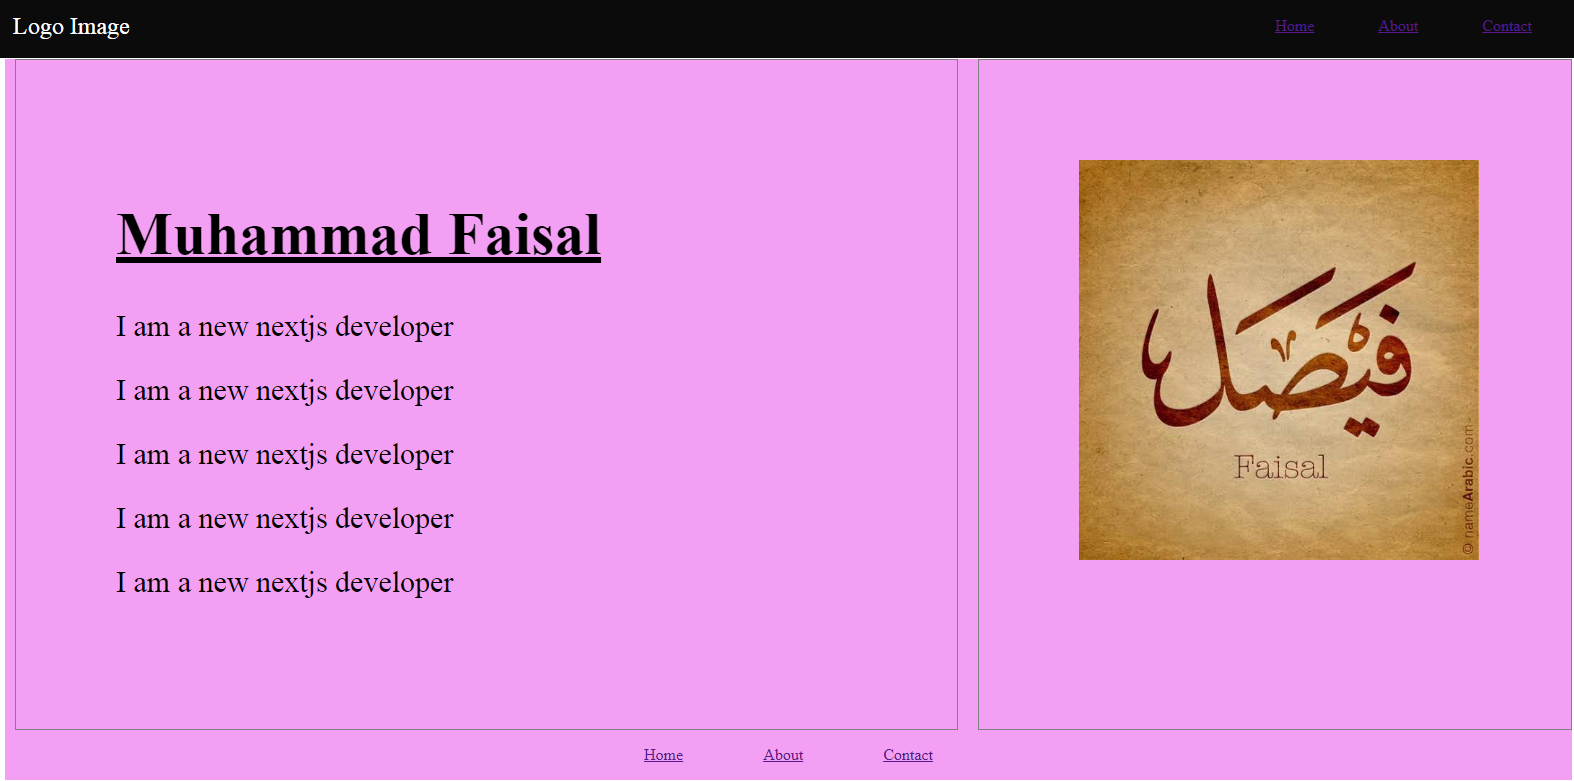 Logo Image
Home About Contact
Muhammad Faisal
I am a new nextjs developer
I am a new nextjs developer
I am a new nextjs developer
I am a new nextjs developer
I am a new nextjs developer
فَيْصَل
Faisal
© nameArabic.com
Home About Contact